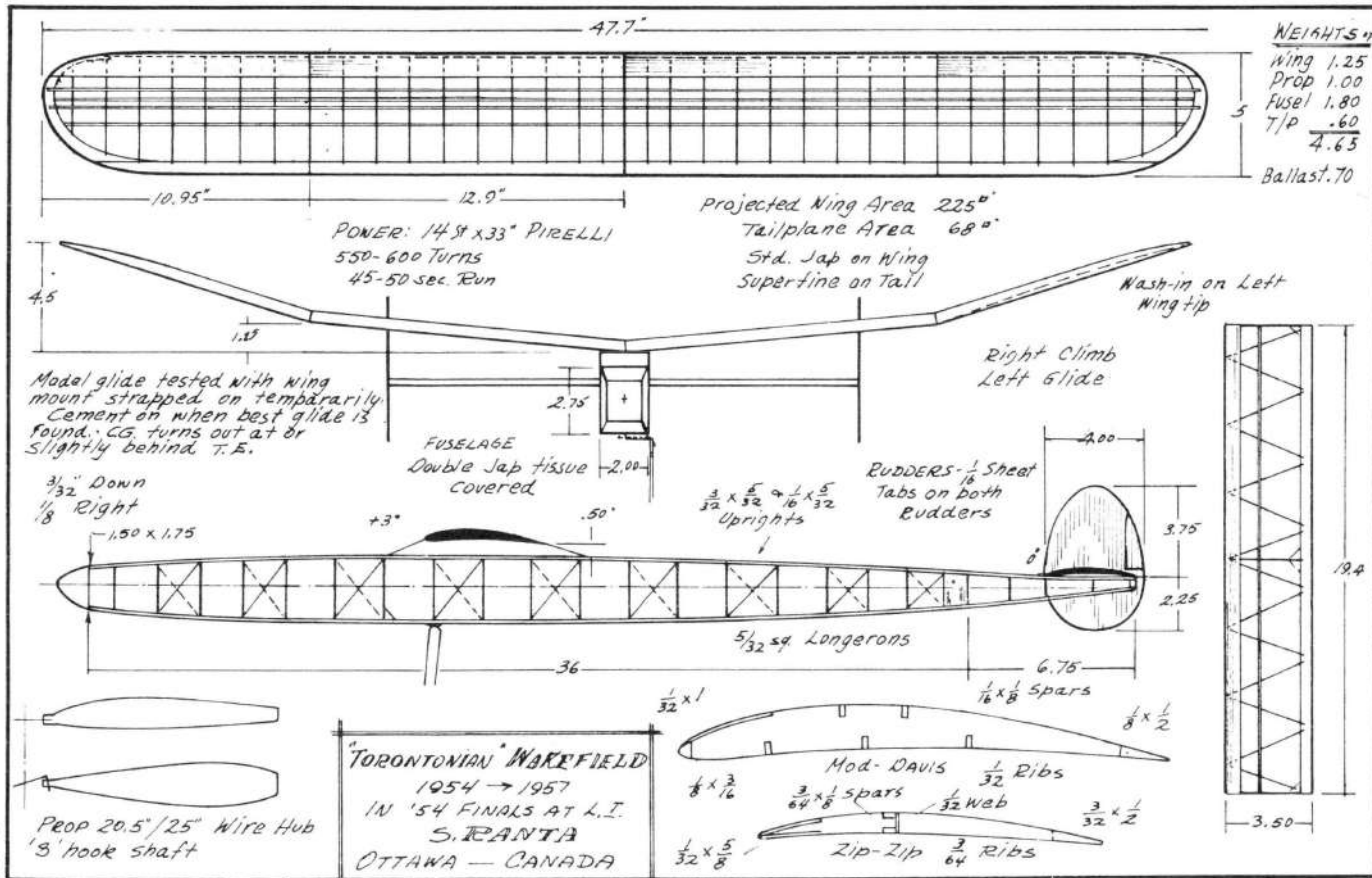 47.7"
WEIGHTS
Wing 1.25
Prop 1.00
Fusel 1.80
T/P .60
4.65
Ballast .70
5
10.95"
12.9"
Projected Wing Area 225□"
Tailplane Area 68□"
Std. Jap on Wing
Superfine on Tail
POWER: 14 st x 33" PIRELLI
550-600 Turns
45-50 sec. Run
4.5
Wash-in on Left
Wing tip
Right Climb
Left Glide
Model glide tested with wing
mount strapped on tempararily.
Cement on when best glide is
found. CG. turns out at or
slightly behind T.E.
2.75
2.00
FUSELAGE
Double Jap tissue
covered
4.00
RUDDERS - 1/16 Sheet
Tabs on both
Rudders
3/32" Down
1/8 Right
1.50 x 1.75
+3°
.50"
3/32 x 5/32 & 1/16 x 5/32
Uprights
0°
3.75
2.25
19.4
5/32 sq. Longerons
36
6.75
1/16 x 1/8 spars
1/32 x 1
1/8 x 1/2
Mod-DAVIS 1/32 Ribs
1/8 x 3/16
3/64 x 1/8 spars
1/32 Web
3/32 x 1/2
1/32 x 5/8
Zip-Zip 3/64 Ribs
3.50
PROP 20.5"/25" Wire Hub
'S' hook shaft
"TORONTONIAN" WAKEFIELD
1954 → 1957
IN '54 FINALS AT L.I.
S. RANTA
OTTAWA — CANADA